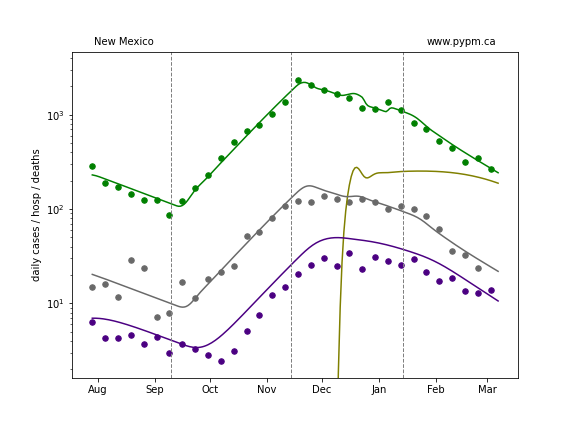 New Mexico
www.pypm.ca
daily cases / hosp / deaths
10³
10²
10¹
Aug Sep Oct Nov Dec Jan Feb Mar